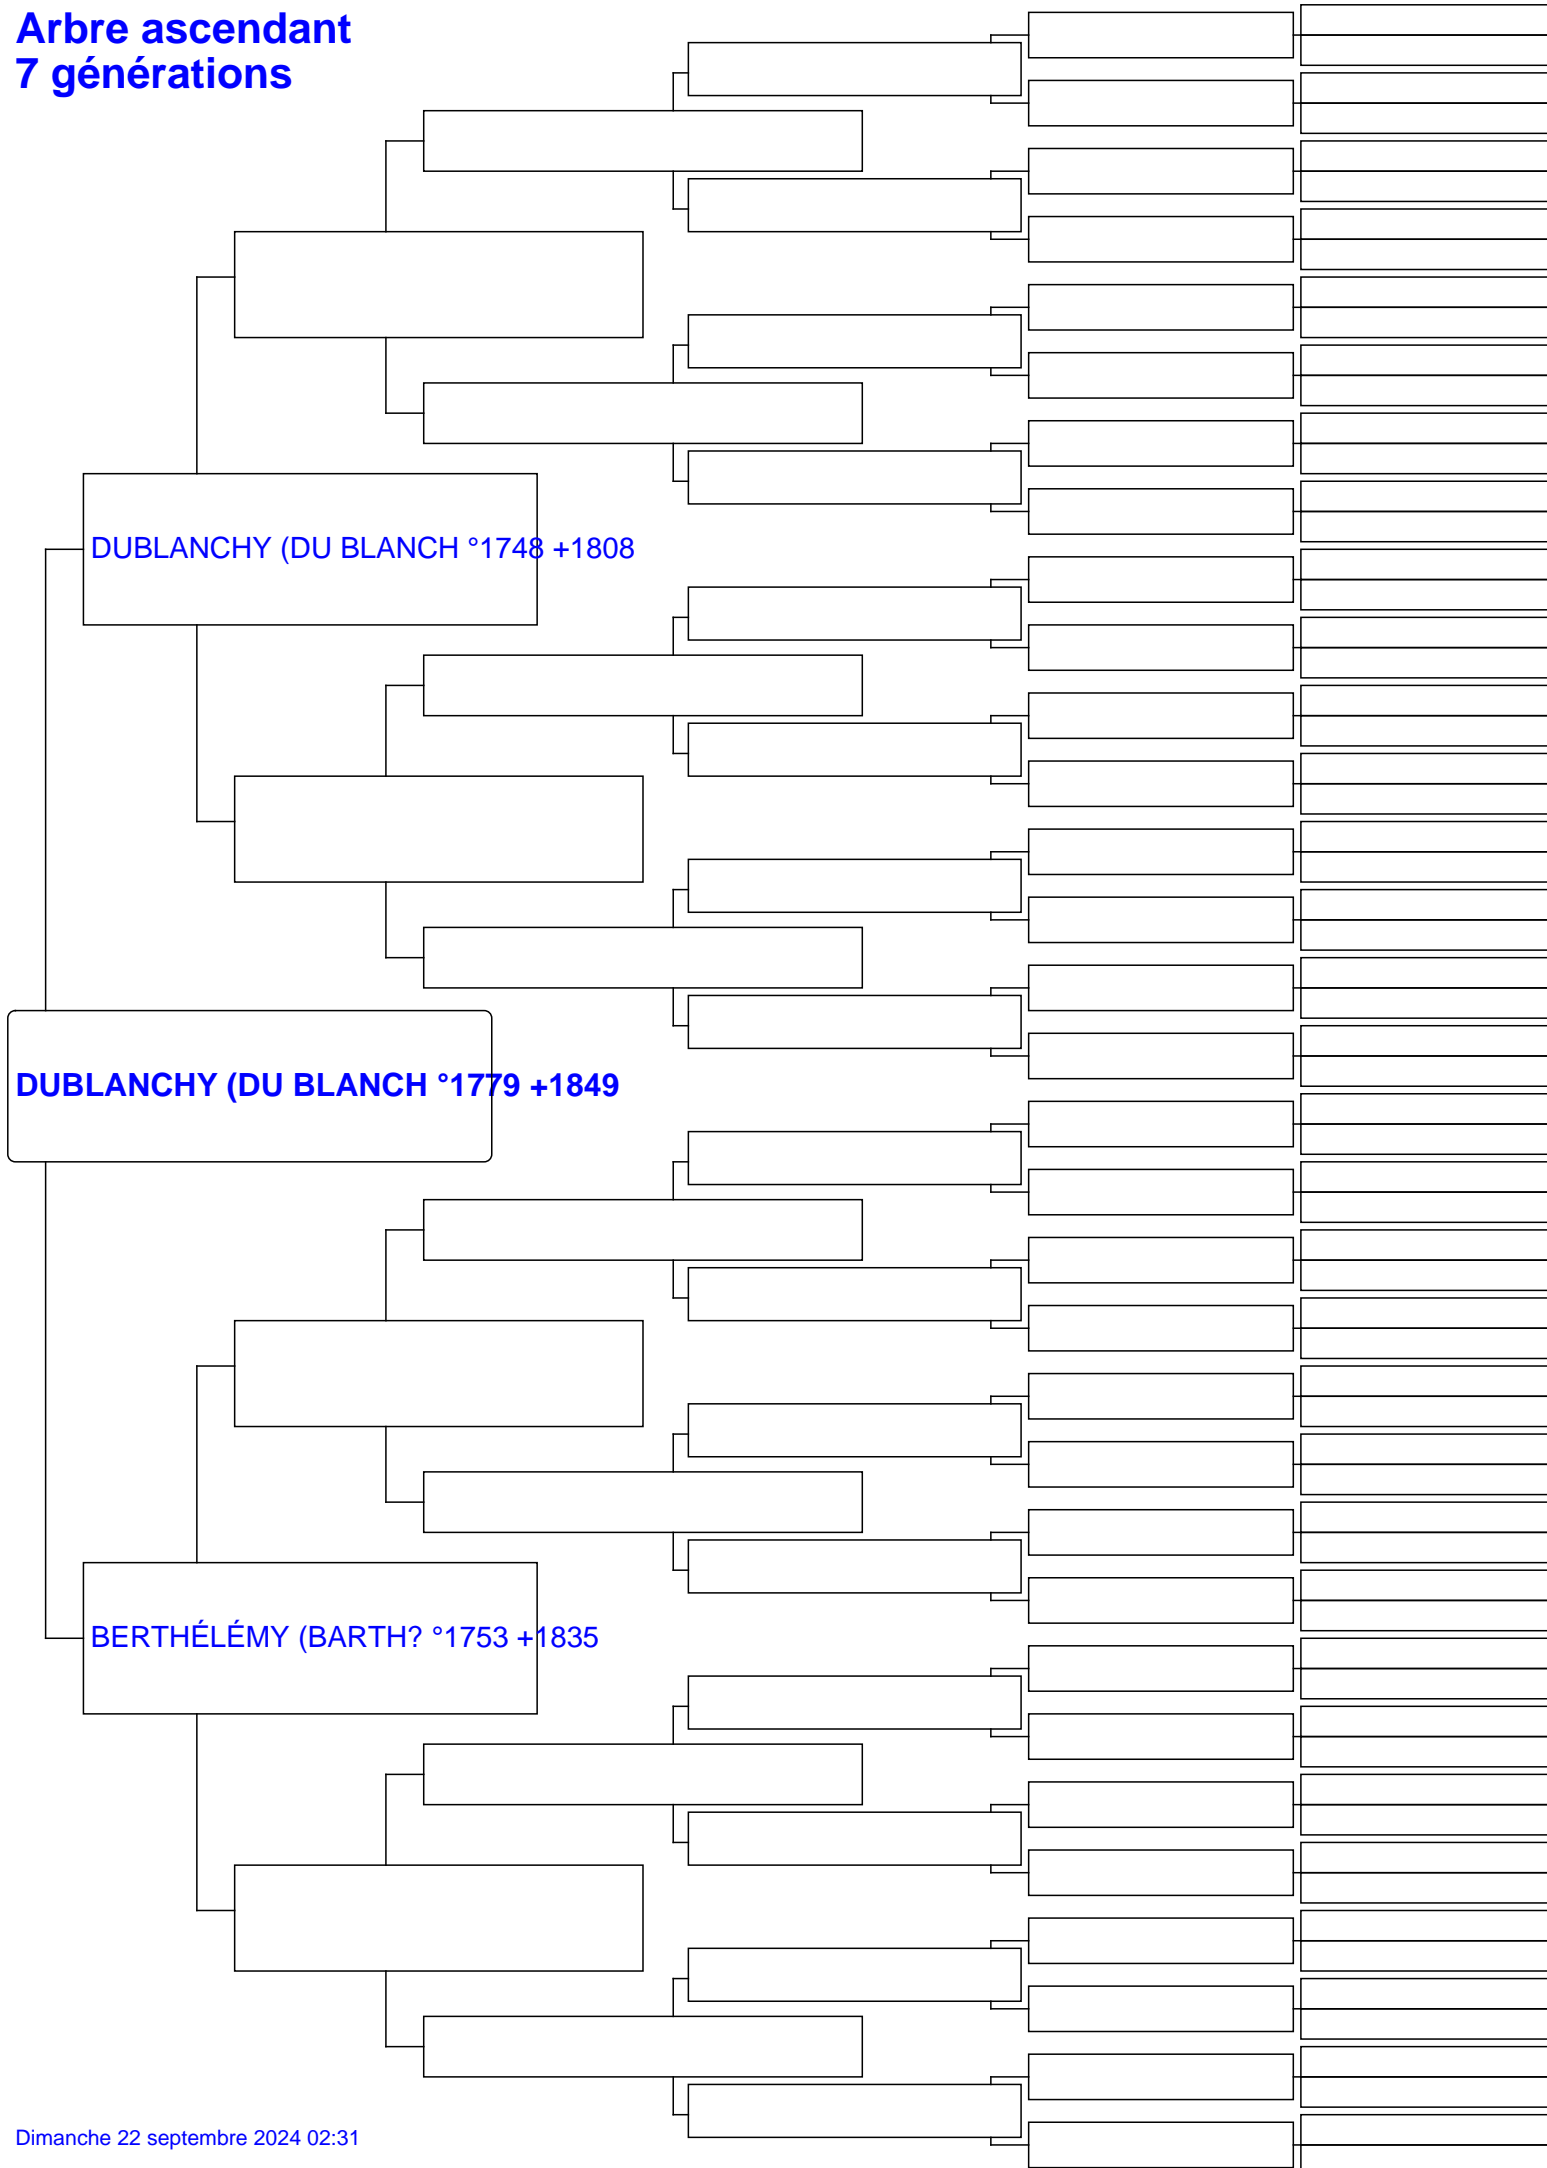 Arbre ascendant
7 générations
DUBLANCHY (DU BLANCH °1748 +1808
DUBLANCHY (DU BLANCH °1779 +1849
BERTHÉLÉMY (BARTH? °1753 +1835
Dimanche 22 septembre 2024 02:31